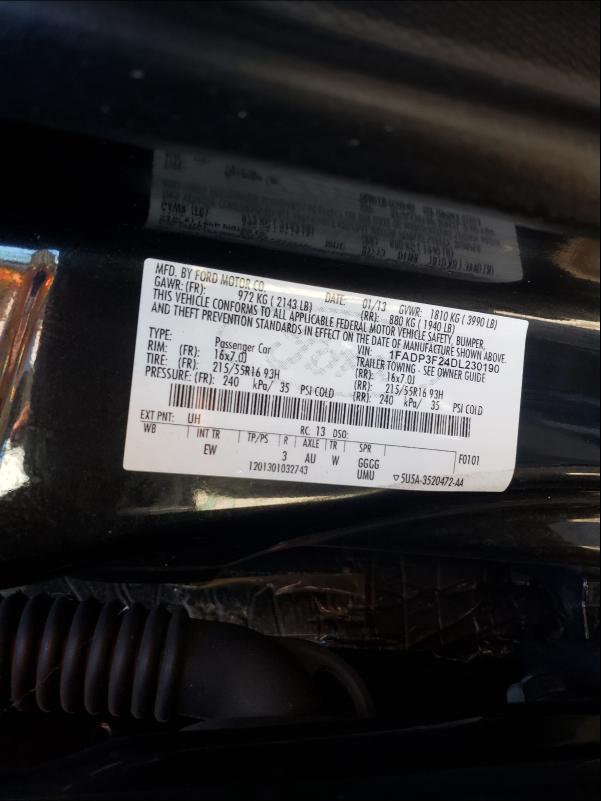 MFD. BY FORD MOTOR CO.
DATE: 01/13 GVWR: 1810 KG ( 3990 LB)
GAWR: (FR): 972 KG ( 2143 LB) (RR): 880 KG ( 1940 LB)
THIS VEHICLE CONFORMS TO ALL APPLICABLE FEDERAL MOTOR VEHICLE SAFETY, BUMPER,
AND THEFT PREVENTION STANDARDS IN EFFECT ON THE DATE OF MANUFACTURE SHOWN ABOVE.
VIN: 1FADP3F24DL230190
TYPE: Passenger Car TRAILER TOWING - SEE OWNER GUIDE
RIM: (FR): 16x7.0J (RR): 16x7.0J
TIRE: (FR): 215/55R16 93H (RR): 215/55R16 93H
PRESSURE: (FR): 240 kPa/ 35 PSI COLD (RR): 240 kPa/ 35 PSI COLD
EXT PNT: UH RC: 13 DSO: F0101
WB INT TR TP/PS R AXLE TR SPR
EW 3 AU W GGGG
1201301032743 UMU ▽5U5A-3520472-AA